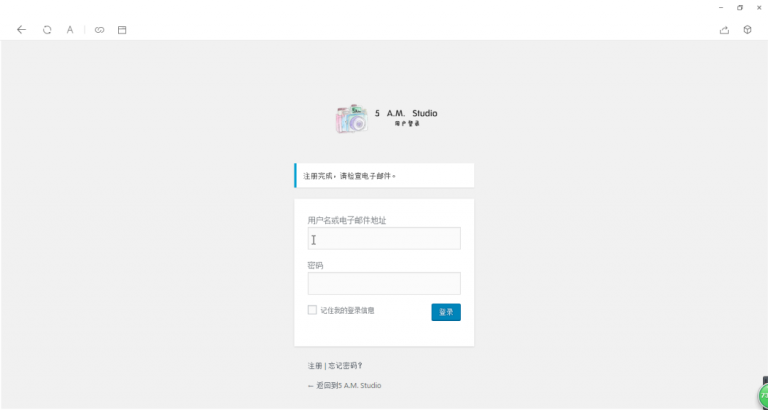 A
5 A.M. Studio
用户登录
注册完成。请检查电子邮件。
用户名或电子邮件地址
密码
记住我的登录信息
登录
注册 | 忘记密码？
← 返回到5 A.M. Studio